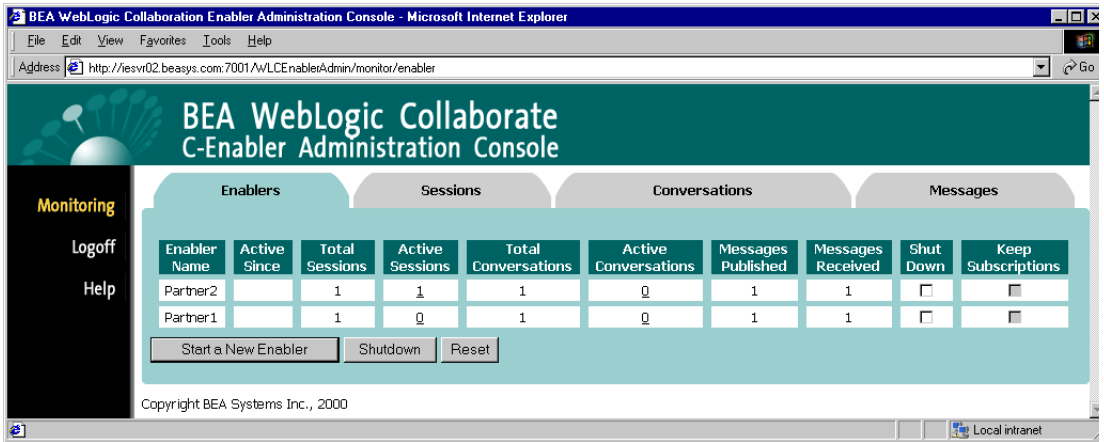 BEA WebLogic Collaboration Enabler Administration Console - Microsoft Internet Explorer
File Edit View Favorites Tools Help
Address http://iesvr02.beasys.com:7001/WLCEnablerAdmin/monitor/enabler Go
BEA WebLogic Collaborate
C-Enabler Administration Console
Monitoring
Logoff
Help
Enablers Sessions Conversations Messages
Enabler Name Active Since Total Sessions Active Sessions Total Conversations Active Conversations Messages Published Messages Received Shut Down Keep Subscriptions
Partner2 1 1 1 0 1 1
Partner1 1 0 1 0 1 1
Start a New Enabler Shutdown Reset
Copyright BEA Systems Inc., 2000
Local intranet